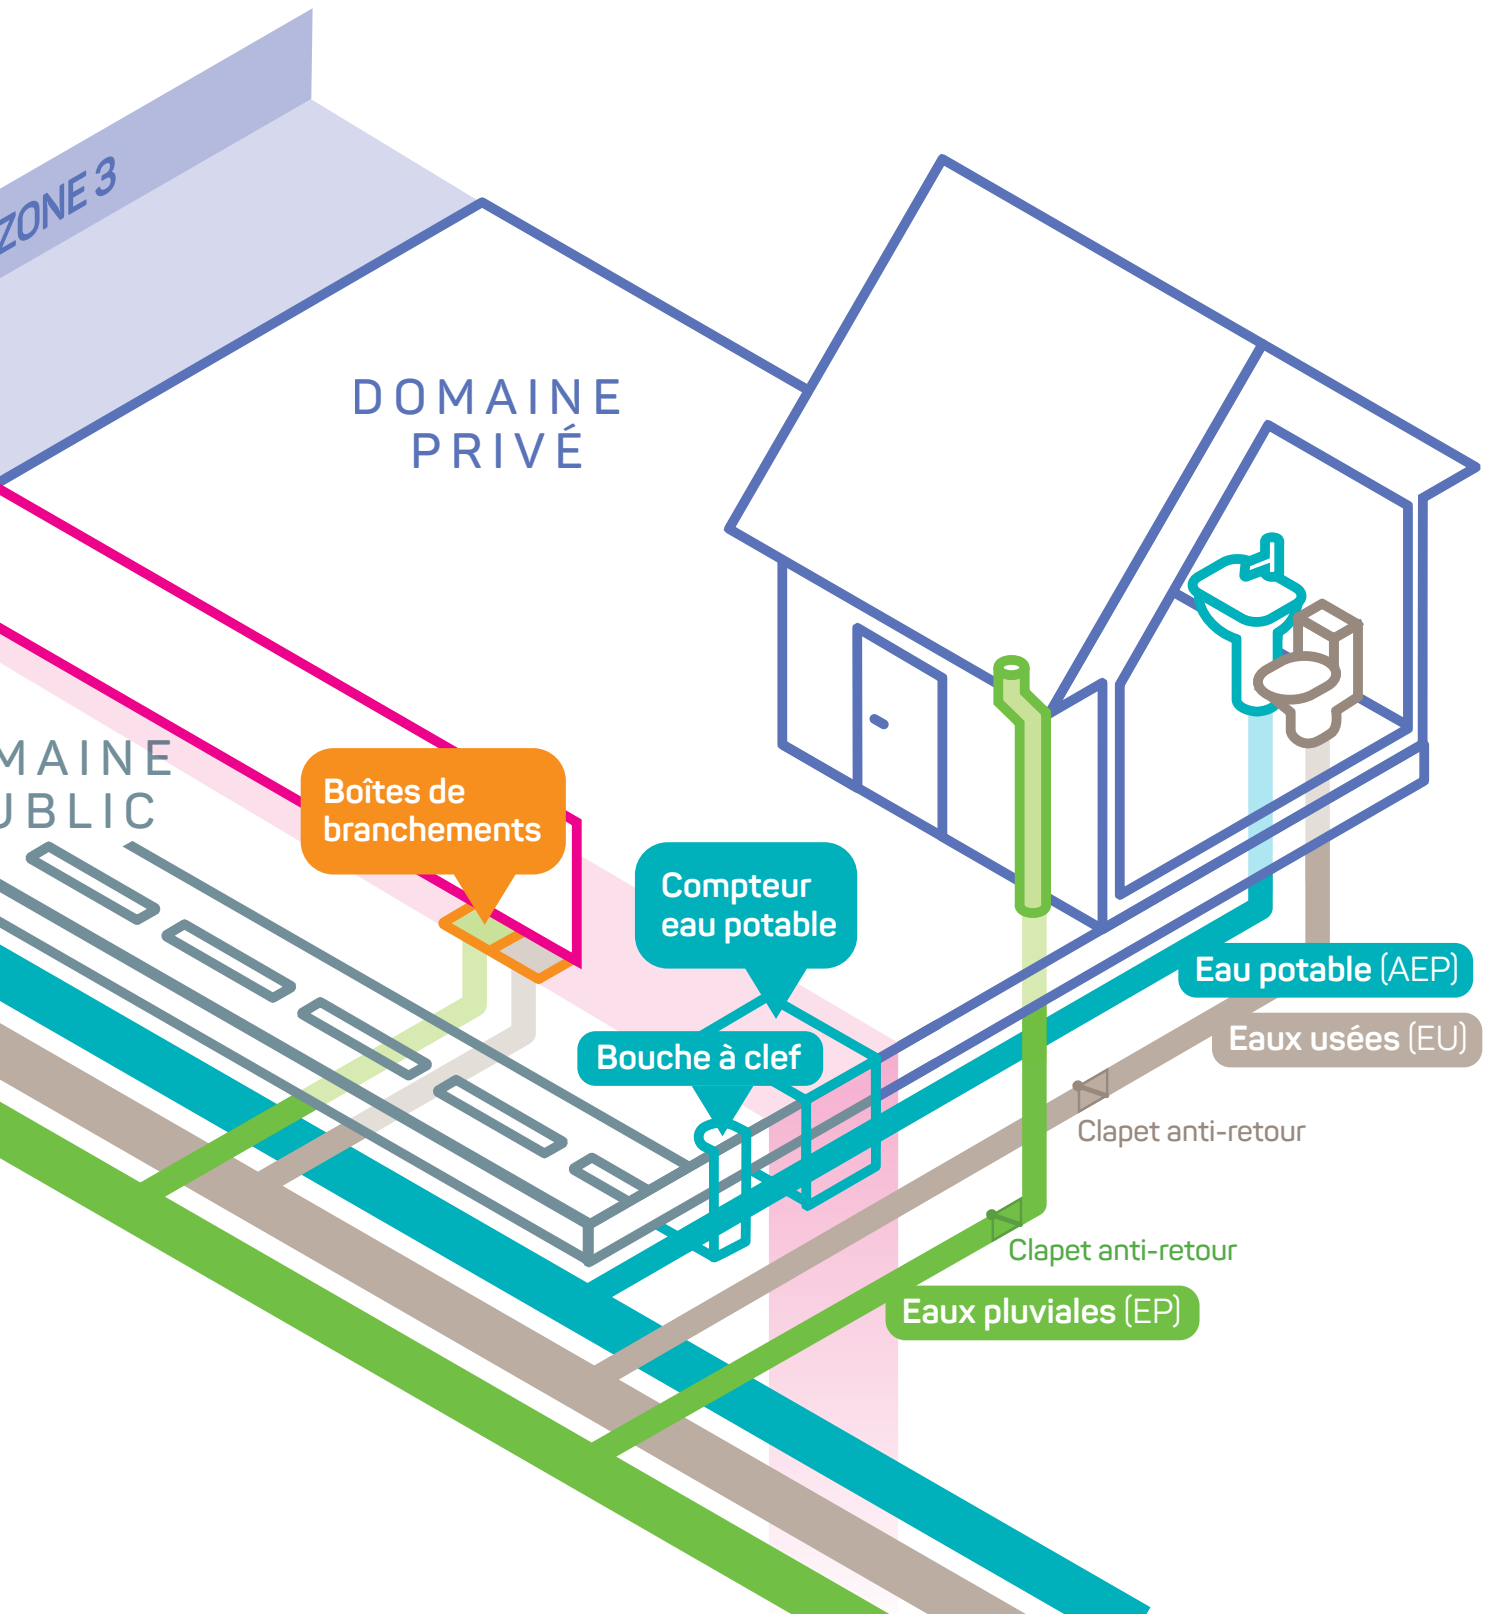 ZONE 3
DOMAINE
PRIVÉ
MAINE
UBLIC
Boîtes de
branchements
Compteur
eau potable
Bouche à clef
Eau potable (AEP)
Eaux usées (EU)
Clapet anti-retour
Clapet anti-retour
Eaux pluviales (EP)